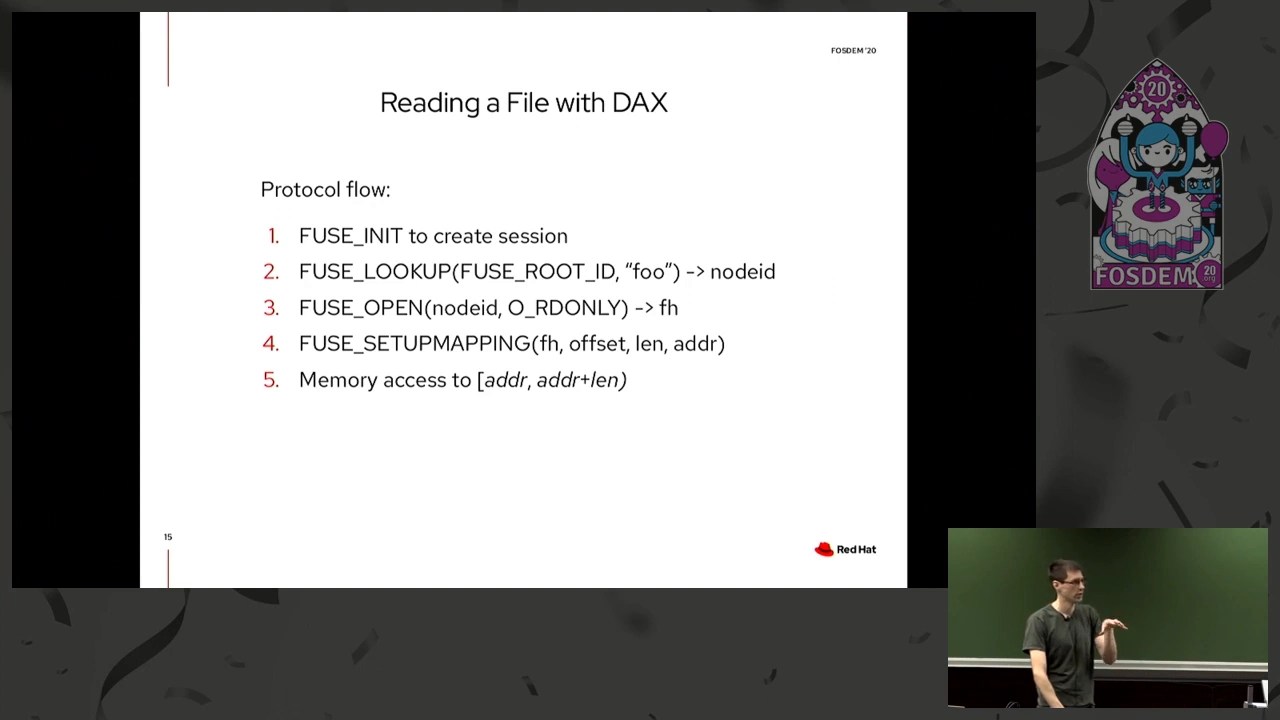 FOSDEM '20
Reading a File with DAX
Protocol flow:
1. FUSE_INIT to create session
2. FUSE_LOOKUP(FUSE_ROOT_ID, “foo”) -> nodeid
3. FUSE_OPEN(nodeid, O_RDONLY) -> fh
4. FUSE_SETUPMAPPING(fh, offset, len, addr)
5. Memory access to [addr, addr+len)
15
Red Hat
20
FOSDEM 20
.org